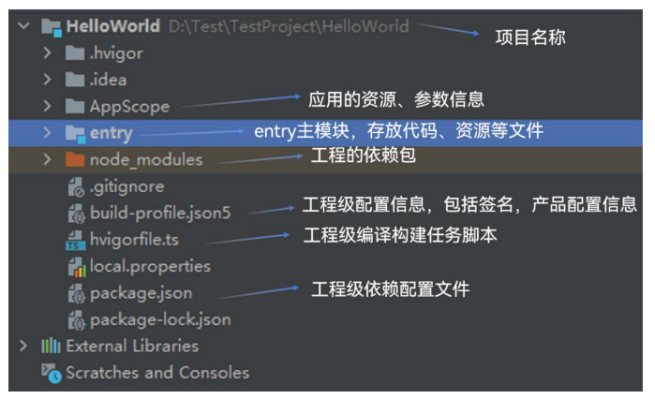 HelloWorld D:\Test\TestProject\HelloWorld 项目名称
.hvigor
.idea
AppScope 应用的资源、参数信息
entry entry主模块，存放代码、资源等文件
node_modules 工程的依赖包
.gitignore
build-profile.json5 工程级配置信息，包括签名，产品配置信息
hvigorfile.ts 工程级编译构建任务脚本
local.properties
package.json 工程级依赖配置文件
package-lock.json
External Libraries
Scratches and Consoles